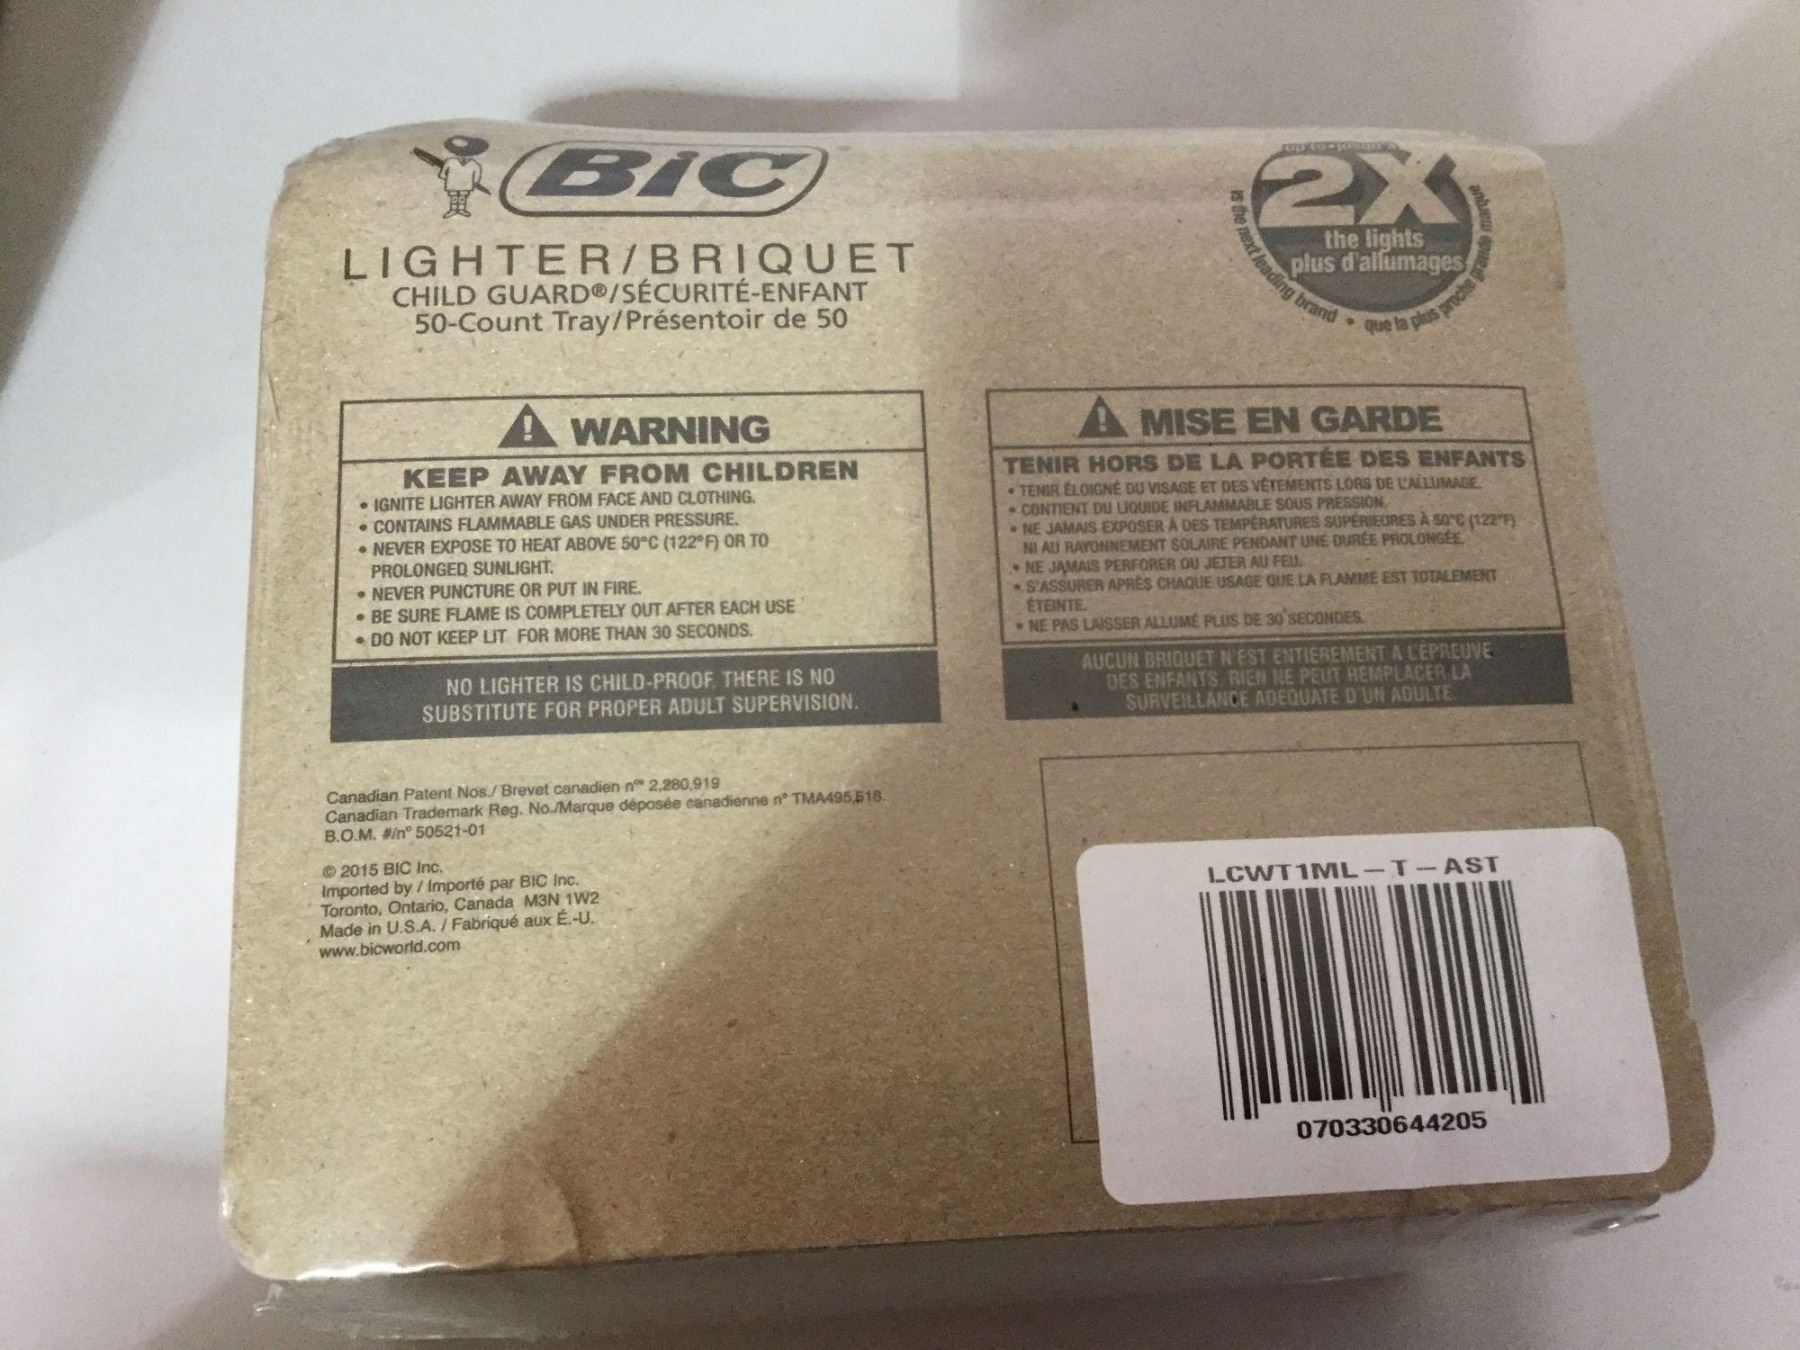 BiC
LIGHTER/BRIQUET
CHILD GUARD®/SÉCURITÉ-ENFANT
50-Count Tray/Présentoir de 50
up to • jusqu'à
2X
the lights
plus d'allumages
is the next leading brand • que la plus proche grande marque
WARNING
KEEP AWAY FROM CHILDREN
• IGNITE LIGHTER AWAY FROM FACE AND CLOTHING.
• CONTAINS FLAMMABLE GAS UNDER PRESSURE.
• NEVER EXPOSE TO HEAT ABOVE 50°C (122°F) OR TO
PROLONGED SUNLIGHT.
• NEVER PUNCTURE OR PUT IN FIRE.
• BE SURE FLAME IS COMPLETELY OUT AFTER EACH USE
• DO NOT KEEP LIT FOR MORE THAN 30 SECONDS.
NO LIGHTER IS CHILD-PROOF. THERE IS NO
SUBSTITUTE FOR PROPER ADULT SUPERVISION.
MISE EN GARDE
TENIR HORS DE LA PORTÉE DES ENFANTS
• TENIR ÉLOIGNÉ DU VISAGE ET DES VÊTEMENTS LORS DE L'ALLUMAGE.
• CONTIENT DU LIQUIDE INFLAMMABLE SOUS PRESSION.
• NE JAMAIS EXPOSER À DES TEMPÉRATURES SUPÉRIEURES À 50°C (122°F)
NI AU RAYONNEMENT SOLAIRE PENDANT UNE DURÉE PROLONGÉE.
• NE JAMAIS PERFORER OU JETER AU FEU.
• S'ASSURER APRÈS CHAQUE USAGE QUE LA FLAMME EST TOTALEMENT
ÉTEINTE.
• NE PAS LAISSER ALLUMÉ PLUS DE 30 SECONDES.
AUCUN BRIQUET N'EST ENTIEREMENT A L'ÉPREUVE
DES ENFANTS. RIEN NE PEUT REMPLACER LA
SURVEILLANCE ADEQUATE D'UN ADULTE.
Canadian Patent Nos./ Brevet canadien nos 2,280,919
Canadian Trademark Reg. No./Marque déposée canadienne n° TMA495,518.
B.O.M. #/n° 50521-01
© 2015 BIC Inc.
Imported by / Importé par BIC Inc.
Toronto, Ontario, Canada M3N 1W2
Made in U.S.A. / Fabriqué aux É.-U.
www.bicworld.com
LCWT1ML-T-AST
070330644205